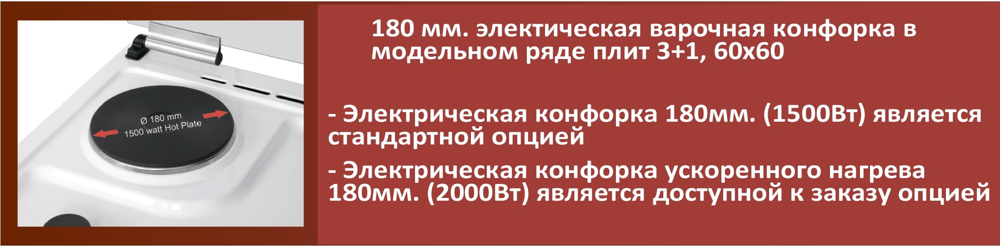 180 мм. электическая варочная конфорка в
модельном ряде плит 3+1, 60х60
Ø 180 mm
1500 watt Hot Plate
- Электрическая конфорка 180мм. (1500Вт) является
стандартной опцией
- Электрическая конфорка ускоренного нагрева
180мм. (2000Вт) является доступной к заказу опцией